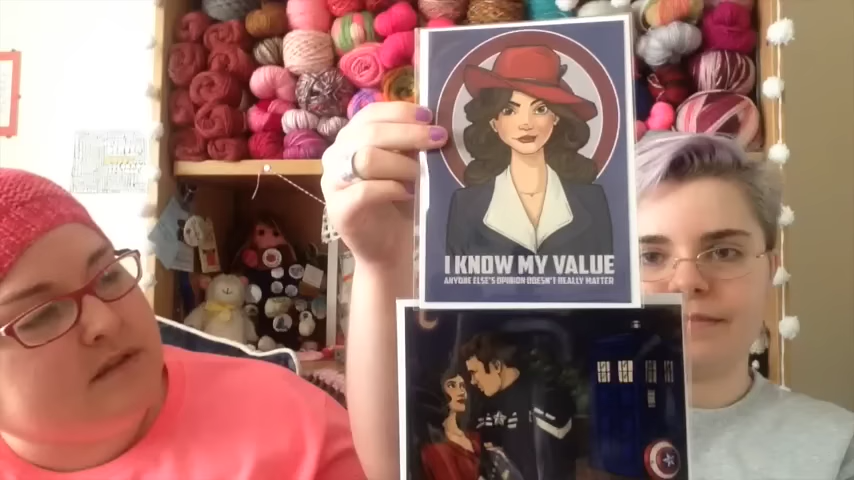 I KNOW MY VALUE
ANYONE ELSE'S OPINION DOESN'T REALLY MATTER